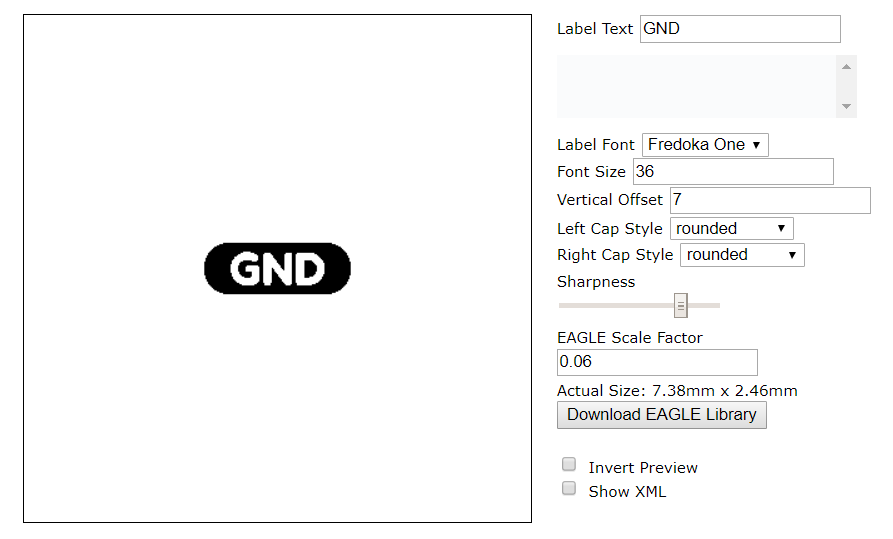 GND
Label Text GND
Label Font Fredoka One
Font Size 36
Vertical Offset 7
Left Cap Style rounded
Right Cap Style rounded
Sharpness
EAGLE Scale Factor
0.06
Actual Size: 7.38mm x 2.46mm
Download EAGLE Library
Invert Preview
Show XML